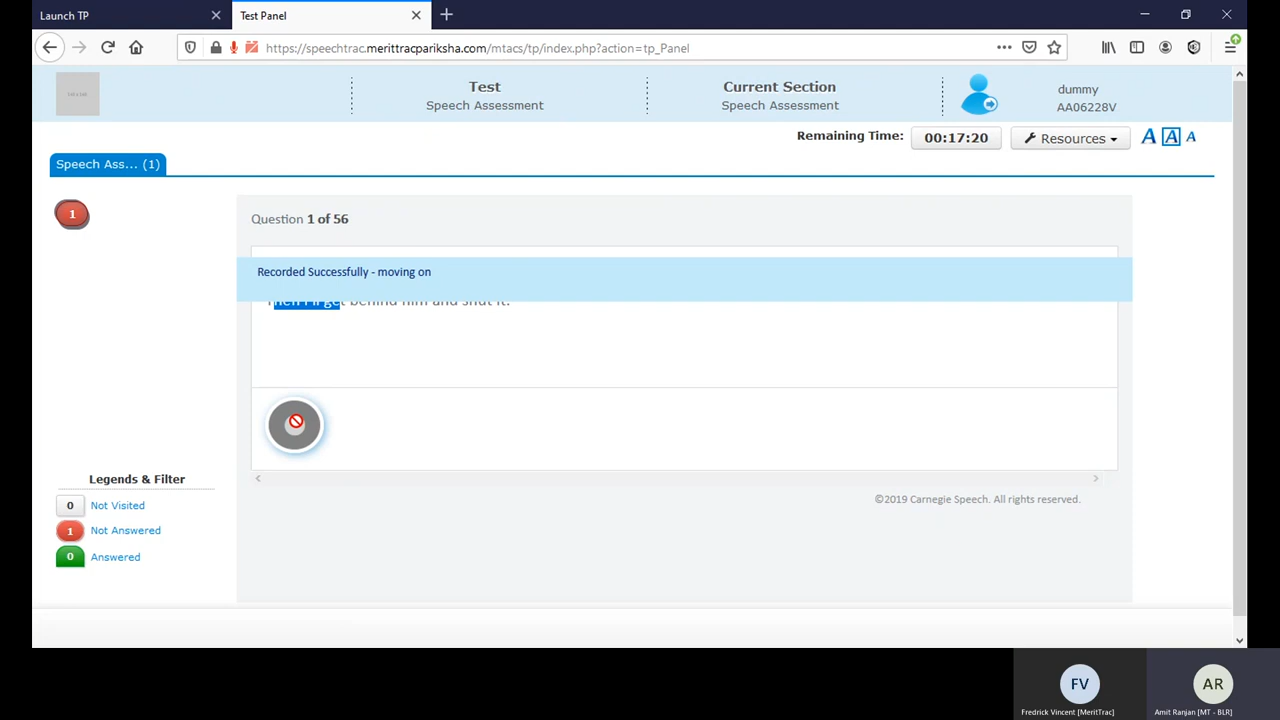 Launch TP
Test Panel
https://speechtrac.merittracpariksha.com/mtacs/tp/index.php?action=tp_Panel
Test
Speech Assessment
Current Section
Speech Assessment
dummy
AA06228V
Remaining Time:
00:17:20
Resources
A A A
Speech Ass... (1)
1
Question 1 of 56
Recorded Successfully - moving on
behind him and shut it.
Legends & Filter
0 Not Visited
1 Not Answered
0 Answered
©2019 Carnegie Speech. All rights reserved.
FV
Fredrick Vincent [MeritTrac]
AR
Amit Ranjan [MT - BLR]